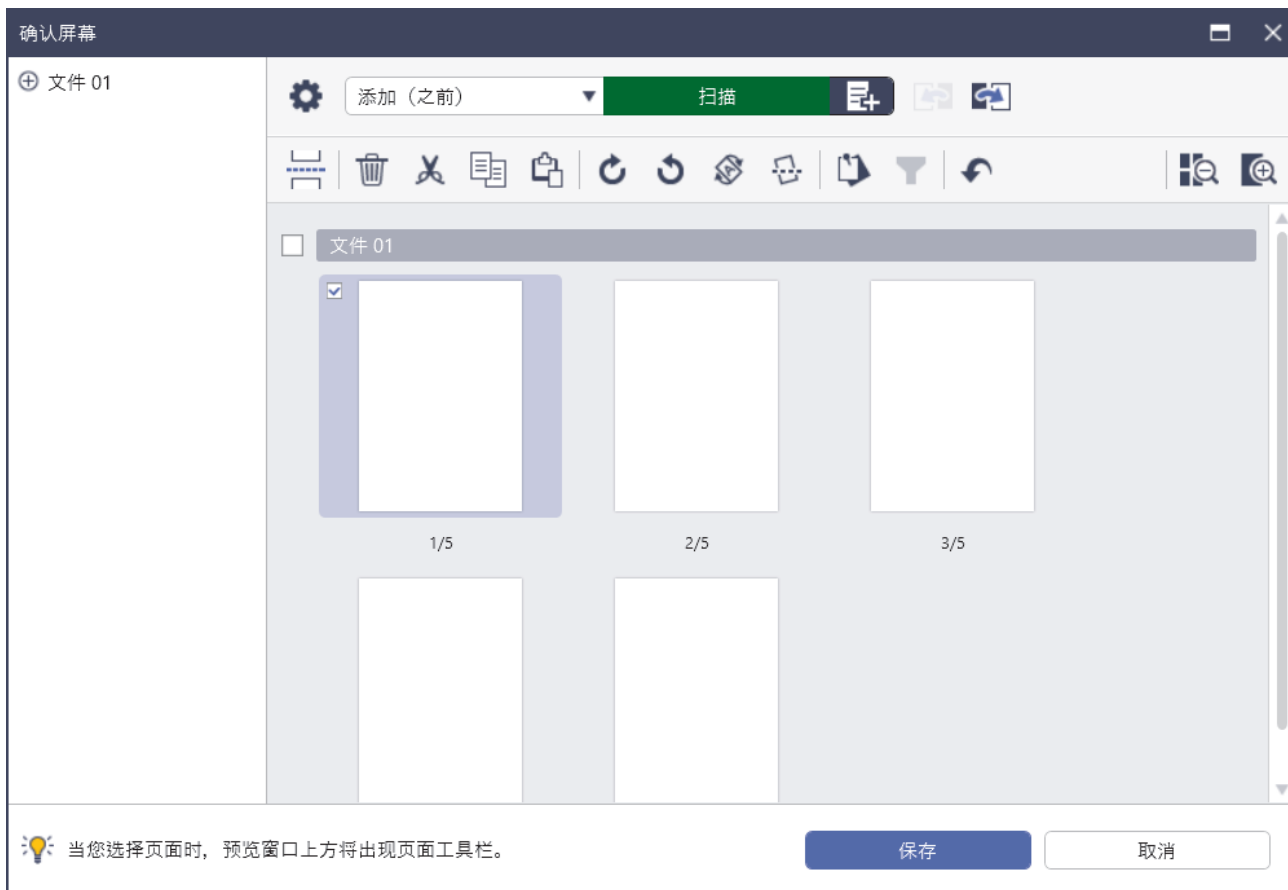 确认屏幕
文件 01
添加（之前）
扫描
文件 01
1/5
2/5
3/5
当您选择页面时，预览窗口上方将出现页面工具栏。
保存
取消